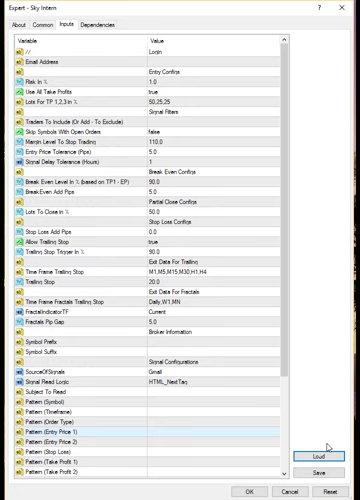 Expert - Sky Intern
? ×
About Common Inputs Dependencies
Variable Value
// Login
Email Address
Entry Configs
Risk In % 1.0
Use All Take Profits true
Lots For TP 1,2,3 in % 50,25,25
Signal Filters
Traders To Include (Or Add - To Exclude)
Skip Symbols With Open Orders false
Margin Level To Stop Trading 110.0
Entry Price Tolerance (Pips) 5.0
Signal Delay Tolerance (Hours) 1
Break Even Configs
Break Even Level In % (based on TP1 - EP) 90.0
BreakEven Add Pips 5.0
Partial Close Configs
Lots To Close in % 50.0
Stop Loss Configs
Stop Loss Add Pips 0.0
Allow Trailing Stop true
Trailing Stop Trigger In % 90.0
Exit Data For Trailing
Time Frame Trailing Stop M1,M5,M15,M30,H1,H4
Trailing Stop 20.0
Exit Data For Fractals
Time Frame Fractals Trailing Stop Daily,W1,MN
FractalIndicatorTF Current
Fractals Pip Gap 5.0
Broker Information
Symbol Prefix
Symbol Suffix
Signal Configurations
SourceOfSignals Gmail
Signal Read Logic HTML_NextTag
Subject To Read
Pattern (Symbol)
Pattern (Timeframe)
Pattern (Order Type)
Pattern (Entry Price 1)
Pattern (Entry Price 2)
Pattern (Stop Loss)
Pattern (Take Profit 1)
Pattern (Take Profit 2)
Load
Save
OK Cancel Reset